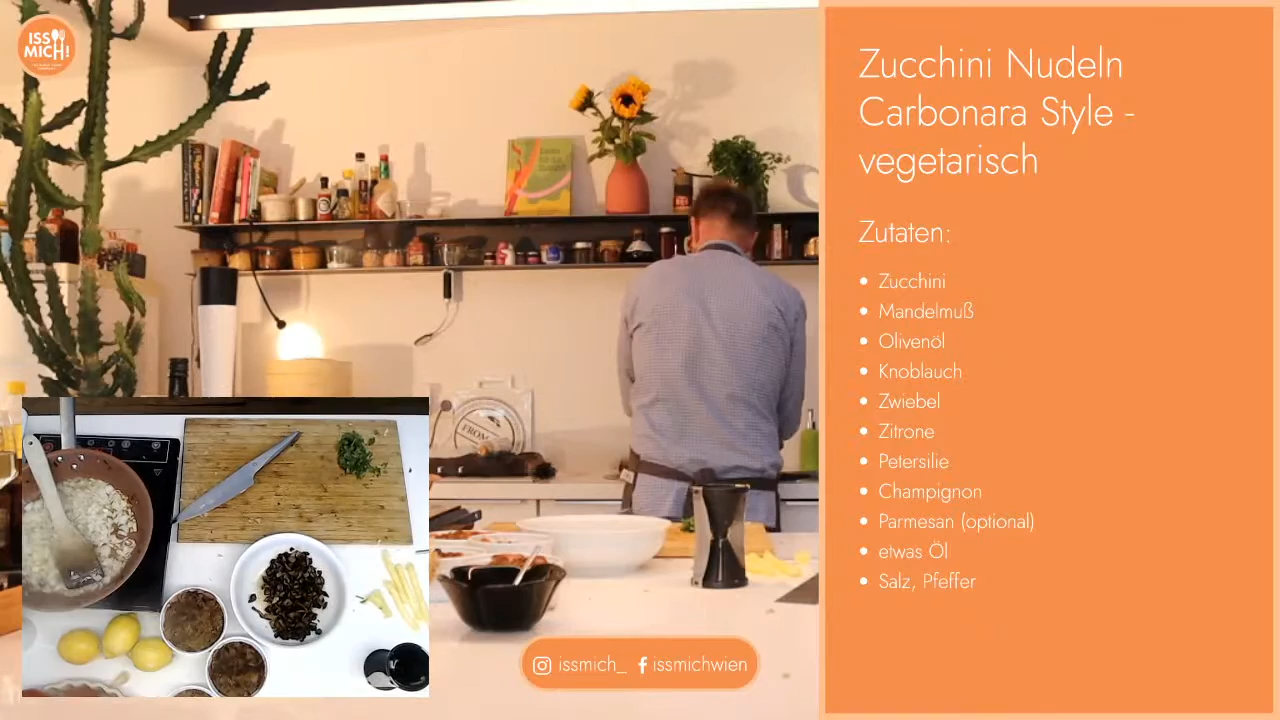 ISS
MICH!
FROM
issmich_ issmichwien
Zucchini Nudeln
Carbonara Style -
vegetarisch
Zutaten:
Zucchini
Mandelmuß
Olivenöl
Knoblauch
Zwiebel
Zitrone
Petersilie
Champignon
Parmesan (optional)
etwas Öl
Salz, Pfeffer